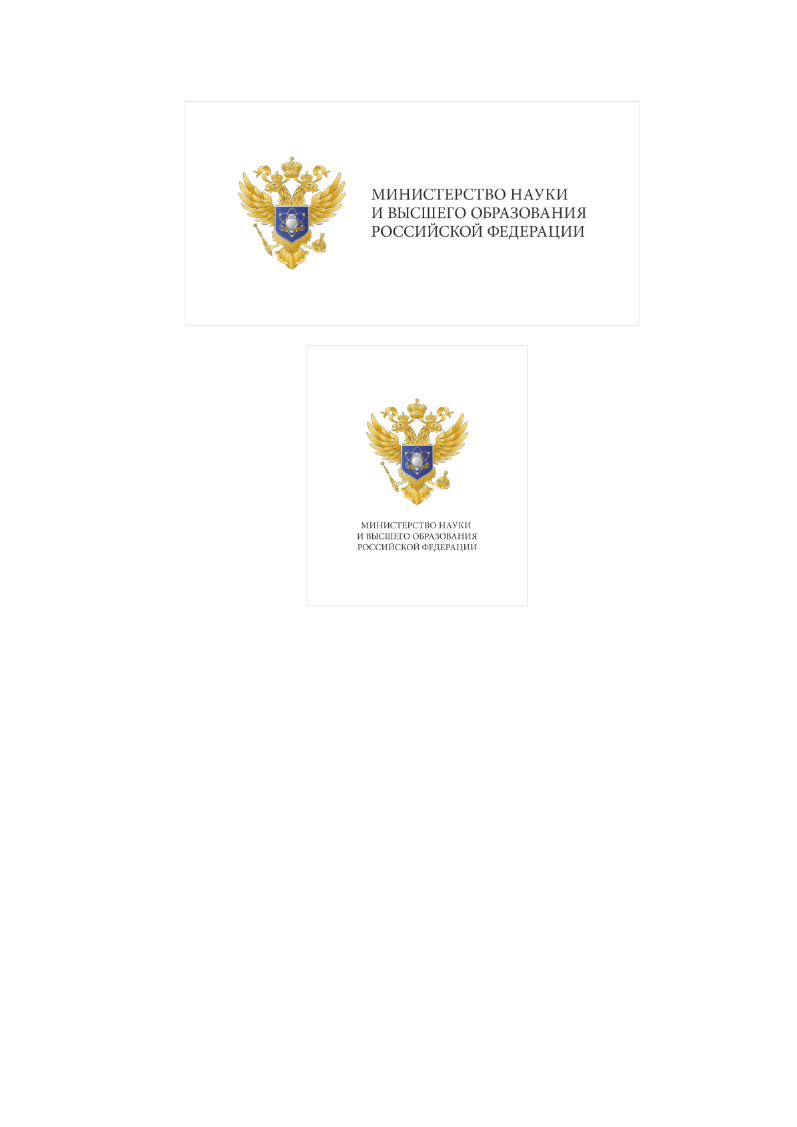 МИНИСТЕРСТВО НАУКИ
И ВЫСШЕГО ОБРАЗОВАНИЯ
РОССИЙСКОЙ ФЕДЕРАЦИИ
МИНИСТЕРСТВО НАУКИ
И ВЫСШЕГО ОБРАЗОВАНИЯ
РОССИЙСКОЙ ФЕДЕРАЦИИ